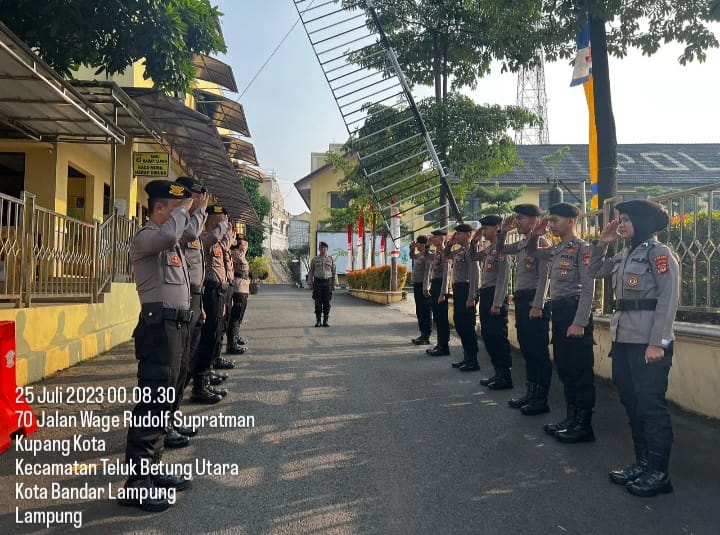 POL
25 Juli 2023 00.08.30
70 Jalan Wage Rudolf Supratman
Kupang Kota
Kecamatan Teluk Betung Utara
Kota Bandar Lampung
Lampung